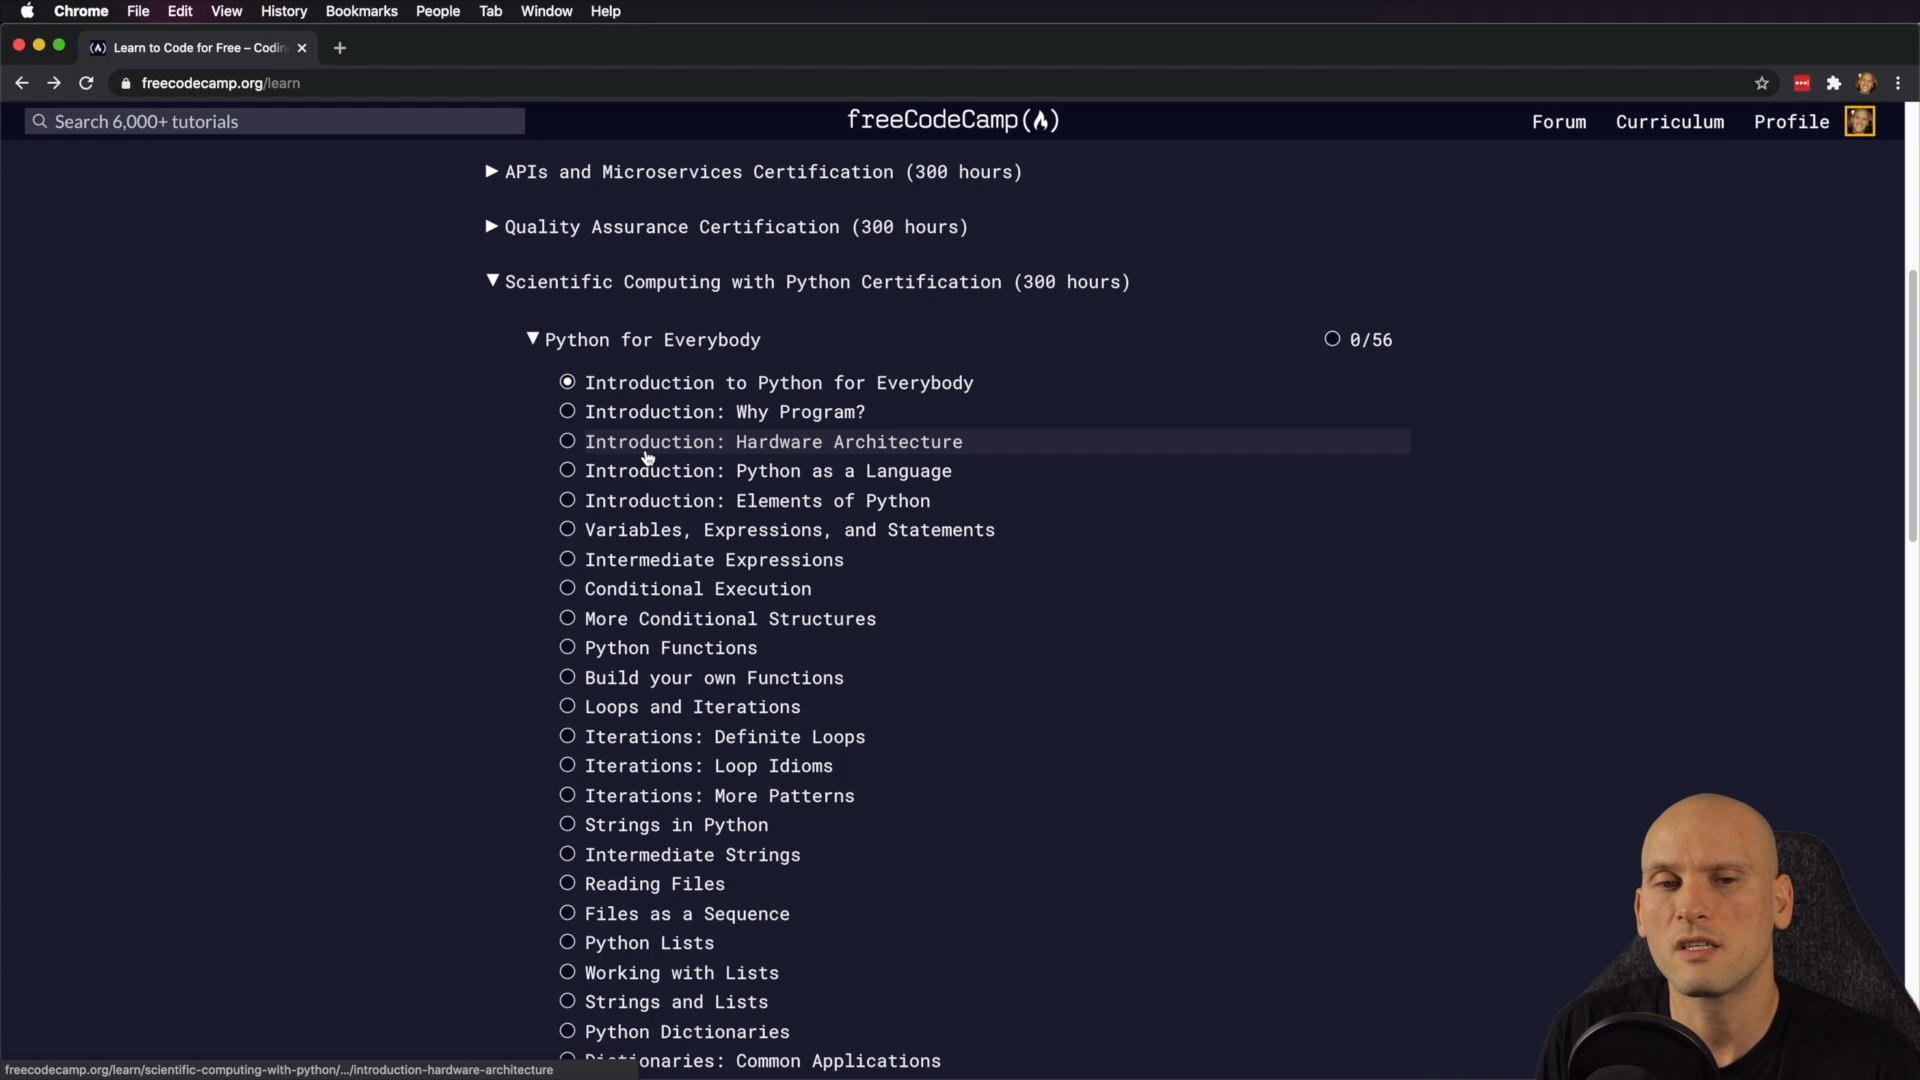 Chrome File Edit View History Bookmarks People Tab Window Help
Learn to Code for Free – Codin
freecodecamp.org/learn
Search 6,000+ tutorials
freeCodeCamp
Forum Curriculum Profile
APIs and Microservices Certification (300 hours)
Quality Assurance Certification (300 hours)
Scientific Computing with Python Certification (300 hours)
Python for Everybody 0/56
Introduction to Python for Everybody
Introduction: Why Program?
Introduction: Hardware Architecture
Introduction: Python as a Language
Introduction: Elements of Python
Variables, Expressions, and Statements
Intermediate Expressions
Conditional Execution
More Conditional Structures
Python Functions
Build your own Functions
Loops and Iterations
Iterations: Definite Loops
Iterations: Loop Idioms
Iterations: More Patterns
Strings in Python
Intermediate Strings
Reading Files
Files as a Sequence
Python Lists
Working with Lists
Strings and Lists
Python Dictionaries
Dictionaries: Common Applications
freecodecamp.org/learn/scientific-computing-with-python/.../introduction-hardware-architecture